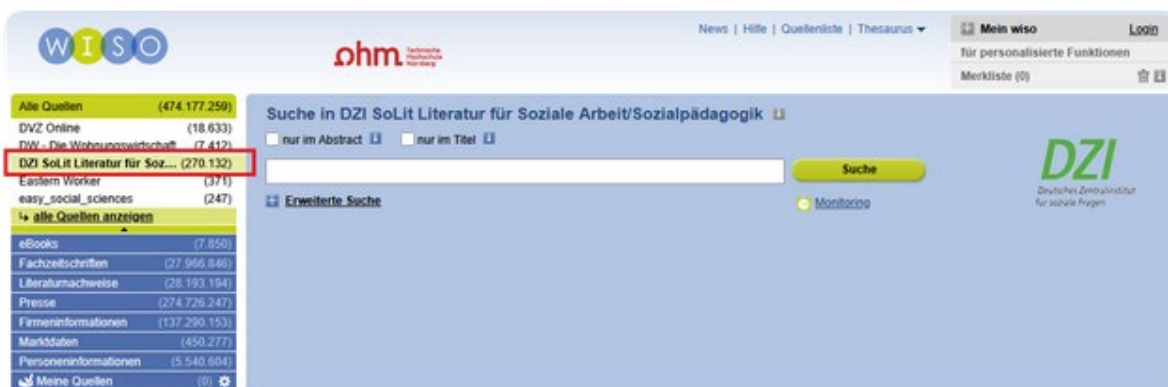 WISO
ohm Technische Hochschule Nürnberg
News | Hilfe | Quellenliste | Thesaurus
Mein wiso Login
für personalisierte Funktionen
Merkliste (0)
Alle Quellen (474.177.259)
DVZ Online (18.633)
DW - Die Wohnungswirtschaft (7.412)
DZI SoLit Literatur für Soz.... (270.132)
Eastern Worker (371)
easy_social_sciences (247)
alle Quellen anzeigen
eBooks (7.850)
Fachzeitschriften (27.966.846)
Literaturnachweise (28.193.194)
Presse (274.726.247)
Firmeninformationen (137.290.153)
Marktdaten (450.277)
Personeninformationen (5.540.604)
Meine Quellen (0)
Suche in DZI SoLit Literatur für Soziale Arbeit/Sozialpädagogik
nur im Abstract nur im Titel
Suche
Erweiterte Suche
Monitoring
DZI
Deutsches Zentralinstitut
für soziale Fragen